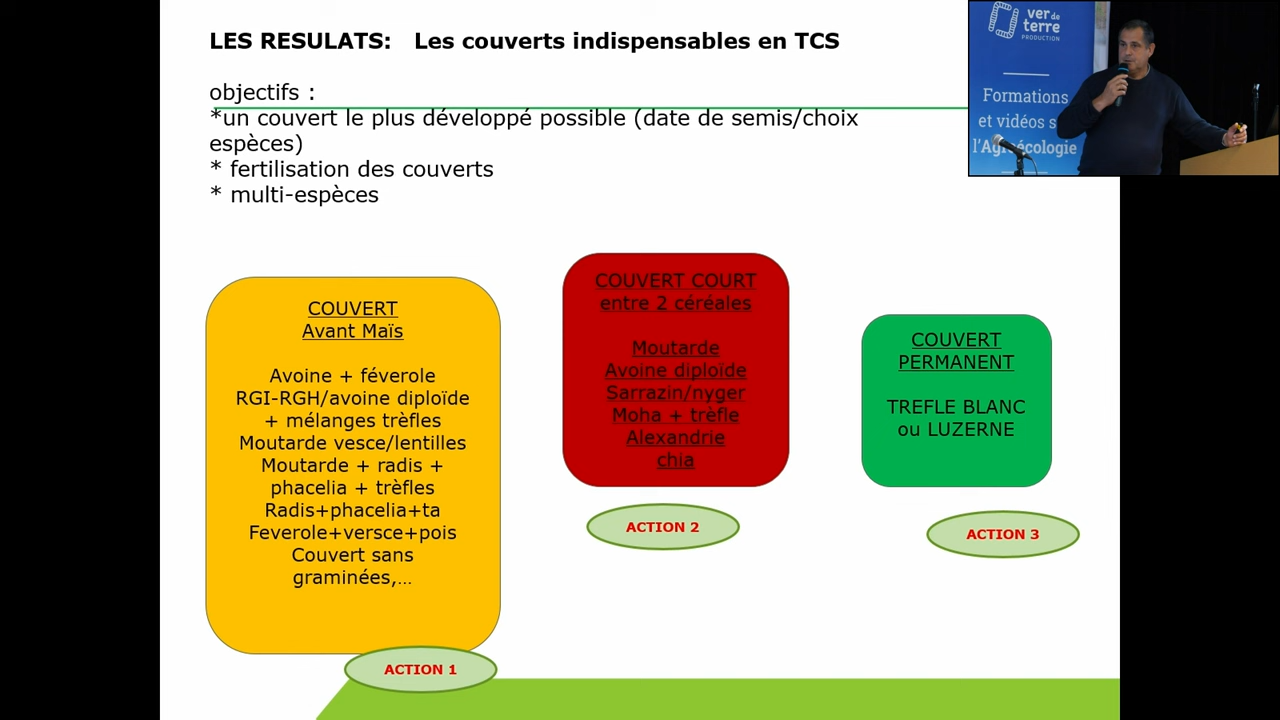 LES RESULATS: Les couverts indispensables en TCS
objectifs :
*un couvert le plus développé possible (date de semis/choix
espèces)
* fertilisation des couverts
* multi-espèces
COUVERT
Avant Maïs
Avoine + féverole
RGI-RGH/avoine diploïde
+ mélanges trèfles
Moutarde vesce/lentilles
Moutarde + radis +
phacelia + trèfles
Radis+phacelia+ta
Feverole+versce+pois
Couvert sans
graminées,...
ACTION 1
COUVERT COURT
entre 2 céréales
Moutarde
Avoine diploïde
Sarrazin/nyger
Moha + trèfle
Alexandrie
chia
ACTION 2
COUVERT
PERMANENT
TREFLE BLANC
ou LUZERNE
ACTION 3
ver de
terre
PRODUCTION
Formations
et vidéos s
l'Agroécologie